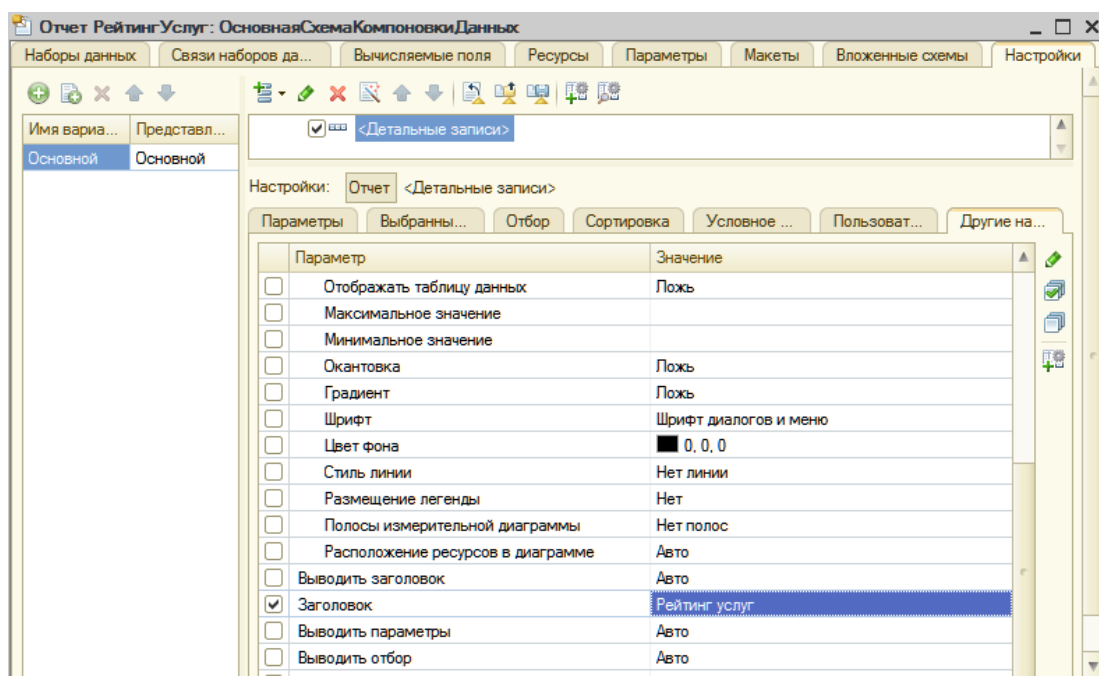 Отчет РейтингУслуг: ОсновнаяСхемаКомпоновкиДанных
Наборы данных Связи наборов да... Вычисляемые поля Ресурсы Параметры Макеты Вложенные схемы Настройки
Имя вариа... Представл...
Основной Основной
<Детальные записи>
Настройки: Отчет <Детальные записи>
Параметры Выбранны... Отбор Сортировка Условное ... Пользоват... Другие на...
Параметр Значение
Отображать таблицу данных Ложь
Максимальное значение
Минимальное значение
Окантовка Ложь
Градиент Ложь
Шрифт Шрифт диалогов и меню
Цвет фона 0, 0, 0
Стиль линии Нет линии
Размещение легенды Нет
Полосы измерительной диаграммы Нет полос
Расположение ресурсов в диаграмме Авто
Выводить заголовок Авто
Заголовок Рейтинг услуг
Выводить параметры Авто
Выводить отбор Авто